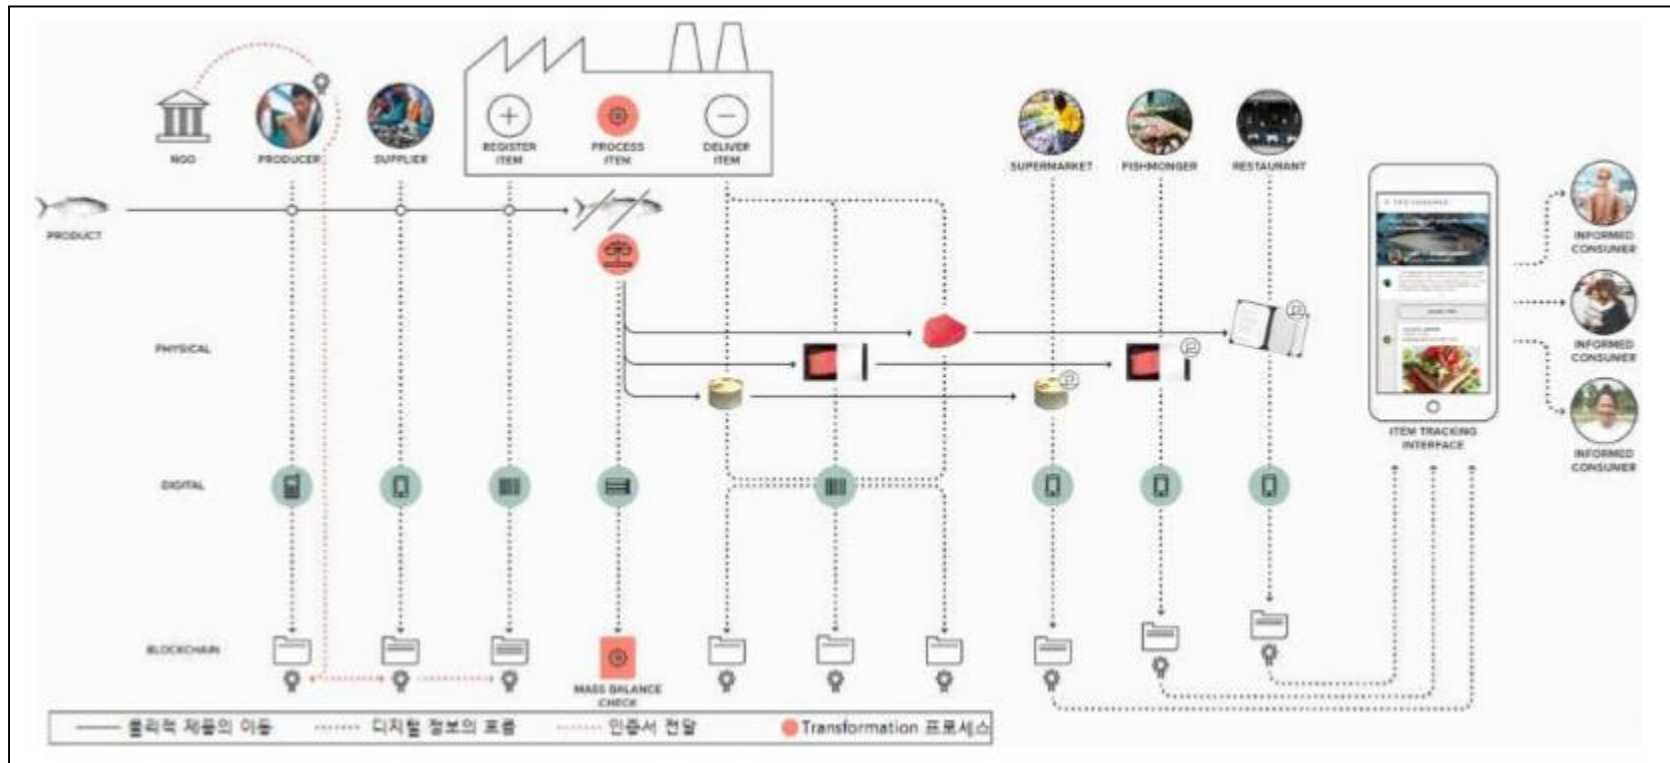 NGO
PRODUCER
SUPPLIER
REGISTER
ITEM
PROCESS
ITEM
DELIVER
ITEM
SUPERMARKET
FISHMONGER
RESTAURANT
PRODUCT
INFORMED
CONSUMER
INFORMED
CONSUMER
INFORMED
CONSUMER
PHYSICAL
ITEM TRACKING
INTERFACE
DIGITAL
BLOCKCHAIN
MASS BALANCE
CHECK
물리적 제품의 이동
디지털 정보의 흐름
인증서 전달
Transformation 프로세스